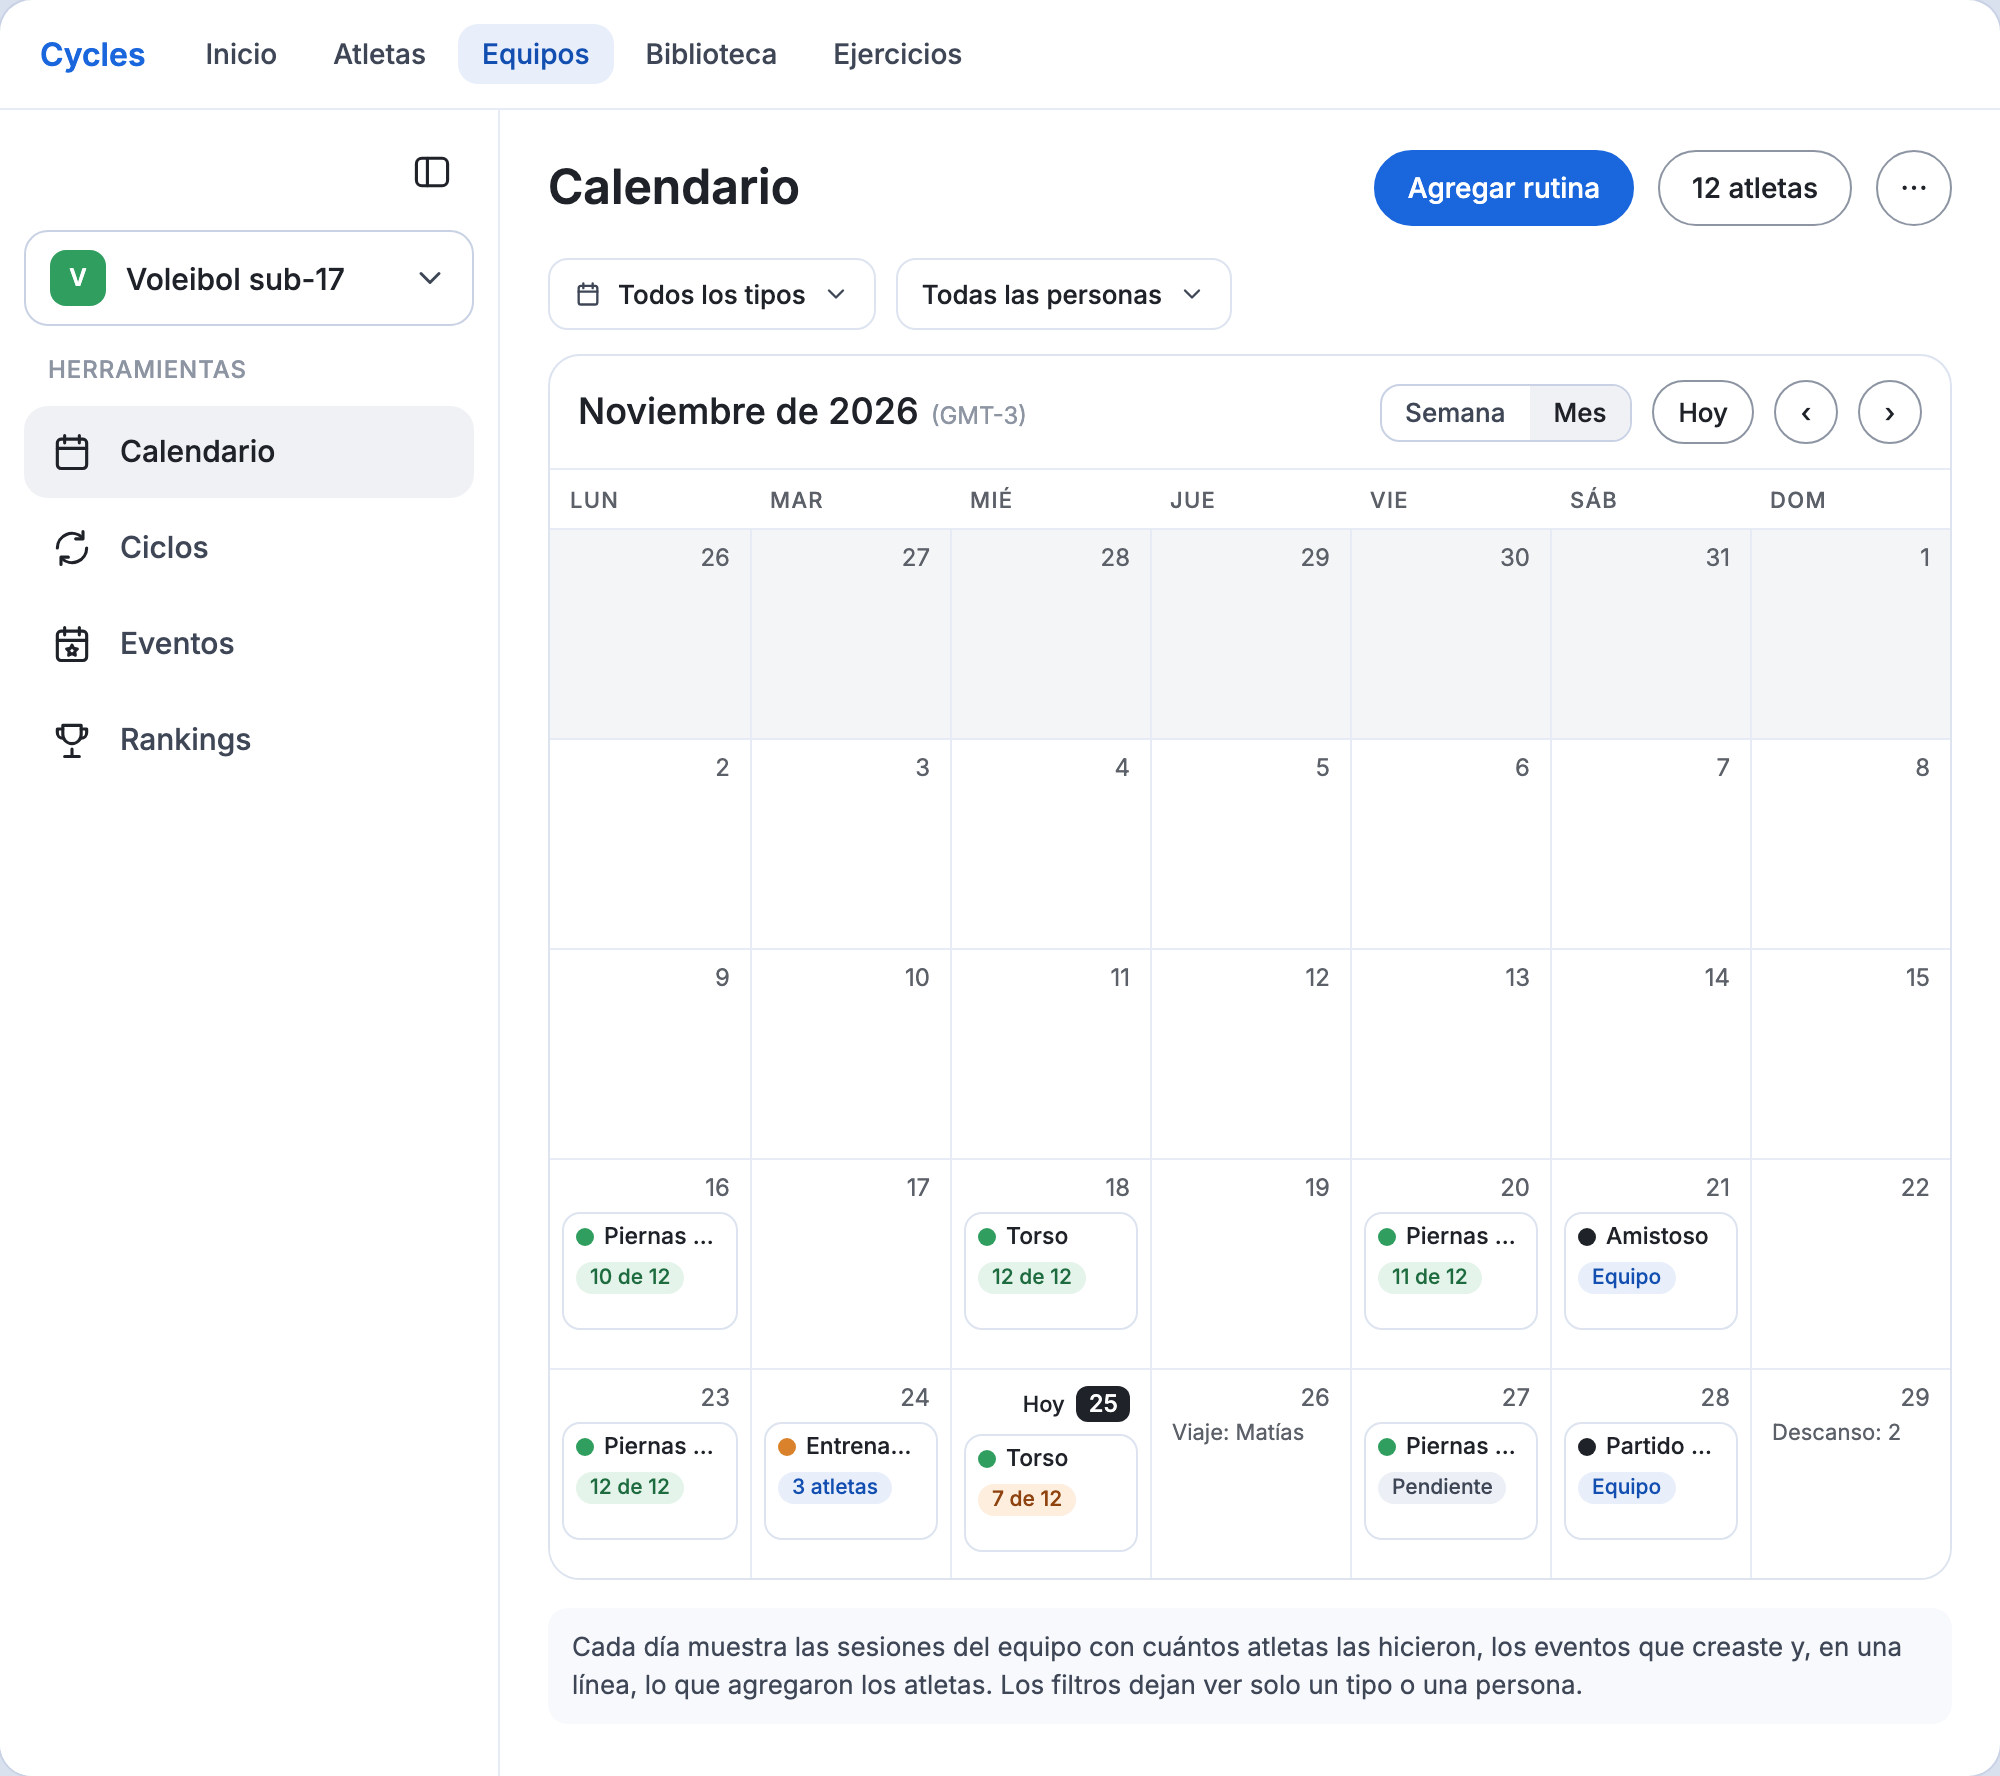 Cycles Inicio Atletas Equipos Biblioteca Ejercicios
V Voleibol sub-17
HERRAMIENTAS
Calendario
Ciclos
Eventos
Rankings
Calendario
Agregar rutina 12 atletas ...
Todos los tipos Todas las personas
Noviembre de 2026 (GMT-3) Semana Mes Hoy ‹ ›
LUN MAR MIÉ JUE VIE SÁB DOM
26 27 28 29 30 31 1
2 3 4 5 6 7 8
9 10 11 12 13 14 15
16 17 18 19 20 21 22
Piernas ... Torso Piernas ... Amistoso
10 de 12 12 de 12 11 de 12 Equipo
23 24 Hoy 25 26 27 28 29
Viaje: Matías Descanso: 2
Piernas ... Entrena... Torso Piernas ... Partido ...
12 de 12 3 atletas 7 de 12 Pendiente Equipo
Cada día muestra las sesiones del equipo con cuántos atletas las hicieron, los eventos que creaste y, en una
línea, lo que agregaron los atletas. Los filtros dejan ver solo un tipo o una persona.